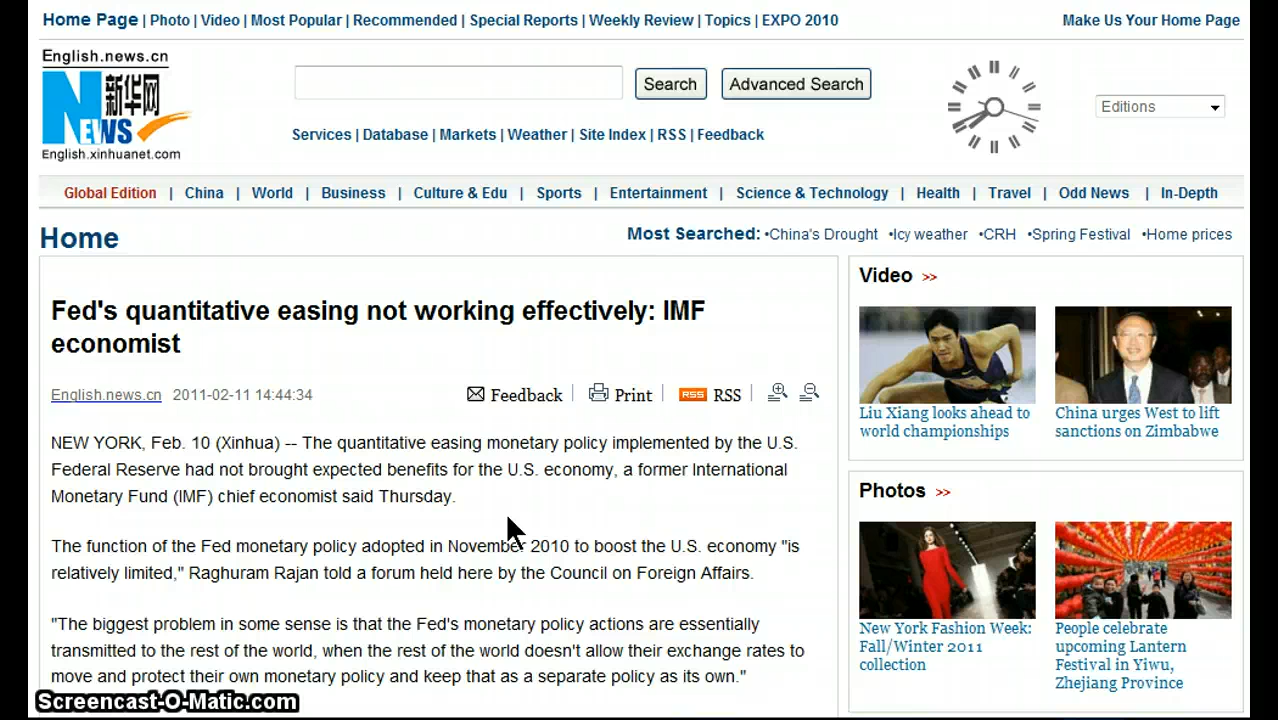 Home Page | Photo | Video | Most Popular | Recommended | Special Reports | Weekly Review | Topics | EXPO 2010
Make Us Your Home Page
English.news.cn
新华网
NEWS
English.xinhuanet.com
Search
Advanced Search
Editions
Services | Database | Markets | Weather | Site Index | RSS | Feedback
Global Edition | China | World | Business | Culture & Edu | Sports | Entertainment | Science & Technology | Health | Travel | Odd News | In-Depth
Home
Most Searched: •China's Drought •Icy weather •CRH •Spring Festival •Home prices
Fed's quantitative easing not working effectively: IMF
economist
English.news.cn 2011-02-11 14:44:34
Feedback | Print | RSS RSS |
NEW YORK, Feb. 10 (Xinhua) -- The quantitative easing monetary policy implemented by the U.S.
Federal Reserve had not brought expected benefits for the U.S. economy, a former International
Monetary Fund (IMF) chief economist said Thursday.
The function of the Fed monetary policy adopted in November 2010 to boost the U.S. economy "is
relatively limited," Raghuram Rajan told a forum held here by the Council on Foreign Affairs.
"The biggest problem in some sense is that the Fed's monetary policy actions are essentially
transmitted to the rest of the world, when the rest of the world doesn't allow their exchange rates to
move and protect their own monetary policy and keep that as a separate policy as its own."
Video >>
Liu Xiang looks ahead to
world championships
China urges West to lift
sanctions on Zimbabwe
Photos >>
New York Fashion Week:
Fall/Winter 2011
collection
People celebrate
upcoming Lantern
Festival in Yiwu,
Zhejiang Province
Screencast-O-Matic.com